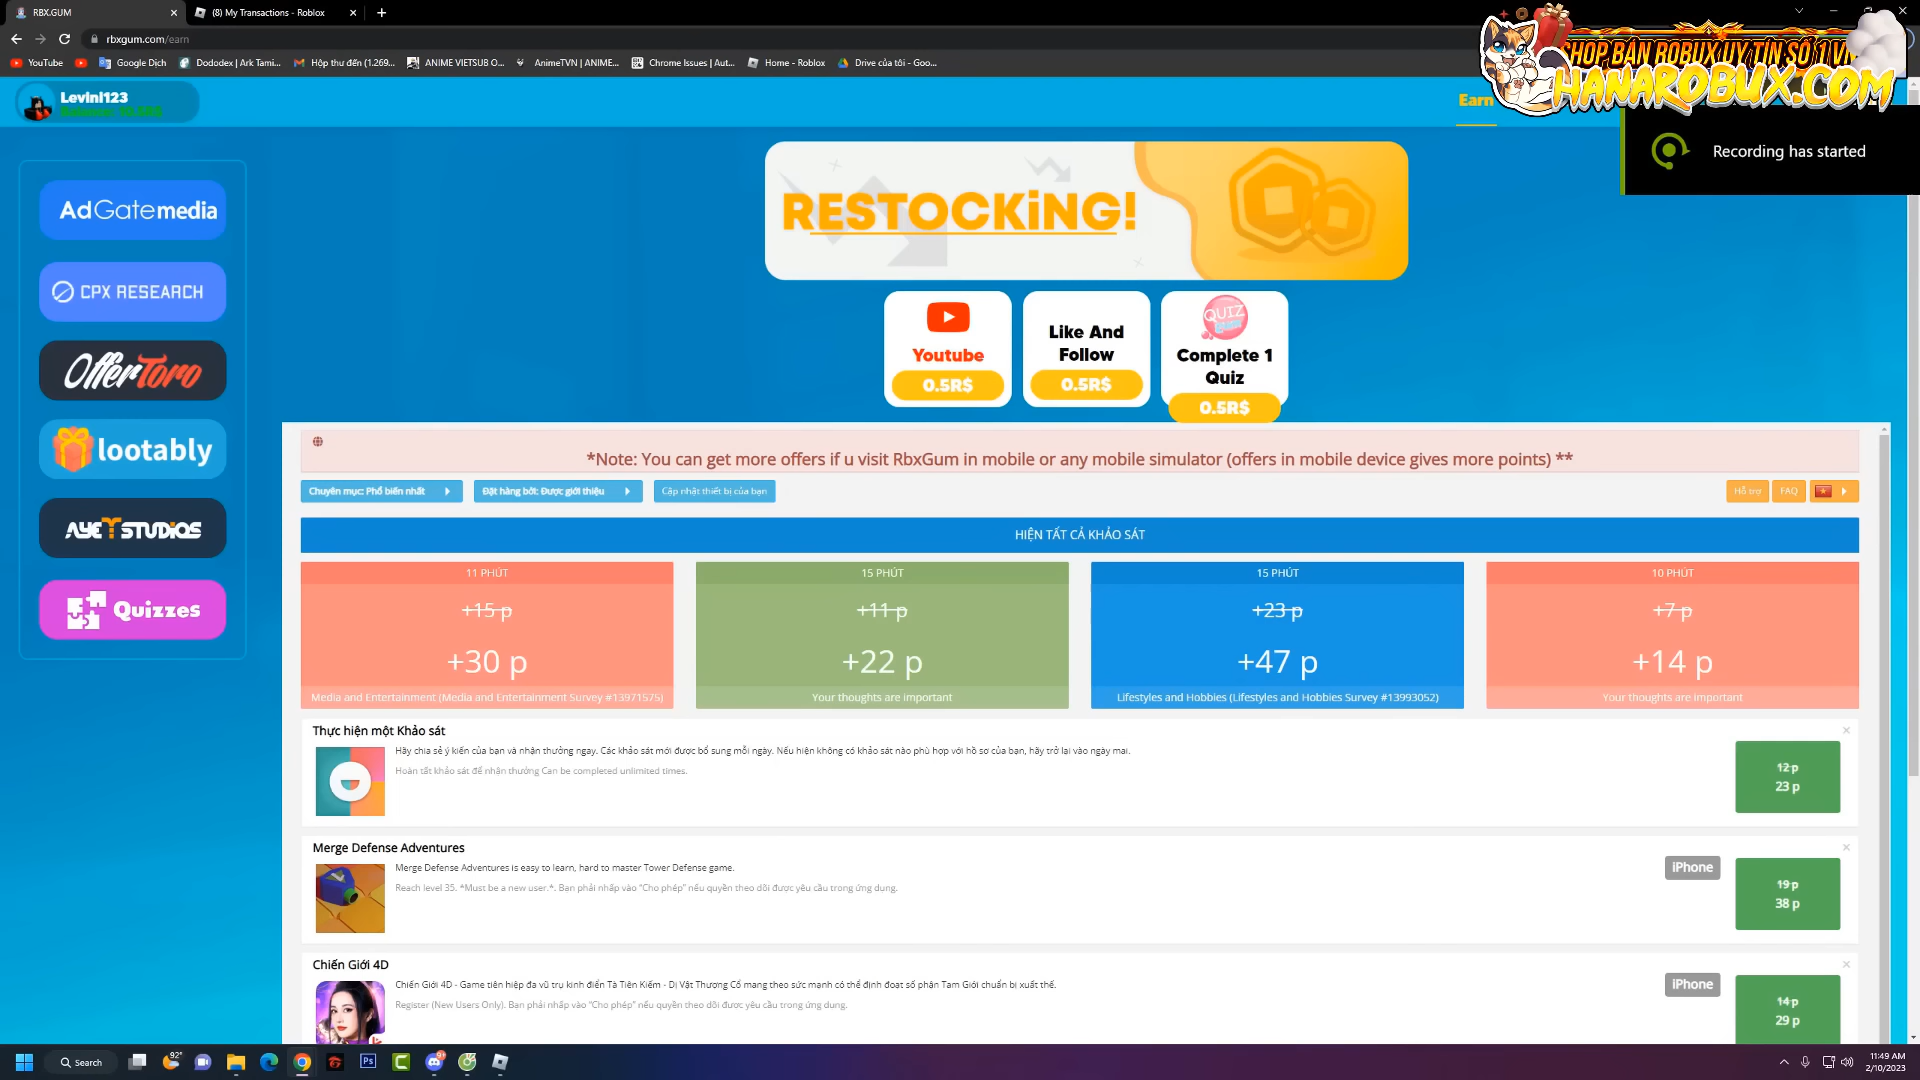 RBX.GUM
(8) My Transactions - Roblox
rbxgum.com/earn
YouTube
Google Dịch
Dododex | Ark Tami...
Hộp thư đến (1.269...
ANIME VIETSUB O...
AnimeTVN | ANIME...
Chrome Issues | Aut...
Home - Roblox
Drive của tôi - Goo...
SHOP BÁN ROBUX UY TÍN SỐ 1 VN
HANAROBUX.COM
Levini123
Earn
Recording has started
AdGatemedia
CPX RESEARCH
OfferToro
lootably
AYET STUDIOS
Quizzes
RESTOCKiNG!
Youtube
0.5R$
Like And
Follow
0.5R$
QUIZ
Complete 1
Quiz
0.5R$
*Note: You can get more offers if u visit RbxGum in mobile or any mobile simulator (offers in mobile device gives more points) **
Chuyên mục: Phổ biến nhất
Đặt hàng bởi: Được giới thiệu
Cập nhật thiết bị của bạn
Hỗ trợ
FAQ
HIỆN TẤT CẢ KHẢO SÁT
11 PHÚT
+15 p
+30 p
Media and Entertainment (Media and Entertainment Survey #13971575)
15 PHÚT
+11 p
+22 p
Your thoughts are important
15 PHÚT
+23 p
+47 p
Lifestyles and Hobbies (Lifestyles and Hobbies Survey #13993052)
10 PHÚT
+7 p
+14 p
Your thoughts are important
Thực hiện một Khảo sát
Hãy chia sẻ ý kiến của bạn và nhận thưởng ngay. Các khảo sát mới được bổ sung mỗi ngày. Nếu hiện không có khảo sát nào phù hợp với hồ sơ của bạn, hãy trở lại vào ngày mai.
Hoàn tất khảo sát để nhận thưởng Can be completed unlimited times.
12 p
23 p
Merge Defense Adventures
Merge Defense Adventures is easy to learn, hard to master Tower Defense game.
Reach level 35. *Must be a new user.*. Bạn phải nhấp vào “Cho phép” nếu quyền theo dõi được yêu cầu trong ứng dụng.
iPhone
19 p
38 p
Chiến Giới 4D
Chiến Giới 4D - Game tiên hiệp đa vũ trụ kinh điển Tà Tiên Kiếm - Dị Vật Thượng Cổ mang theo sức mạnh có thể định đoạt số phận Tam Giới chuẩn bị xuất thế.
Register (New Users Only). Bạn phải nhấp vào “Cho phép” nếu quyền theo dõi được yêu cầu trong ứng dụng.
iPhone
14 p
29 p
Search
92°
Ps
11:49 AM
2/10/2023